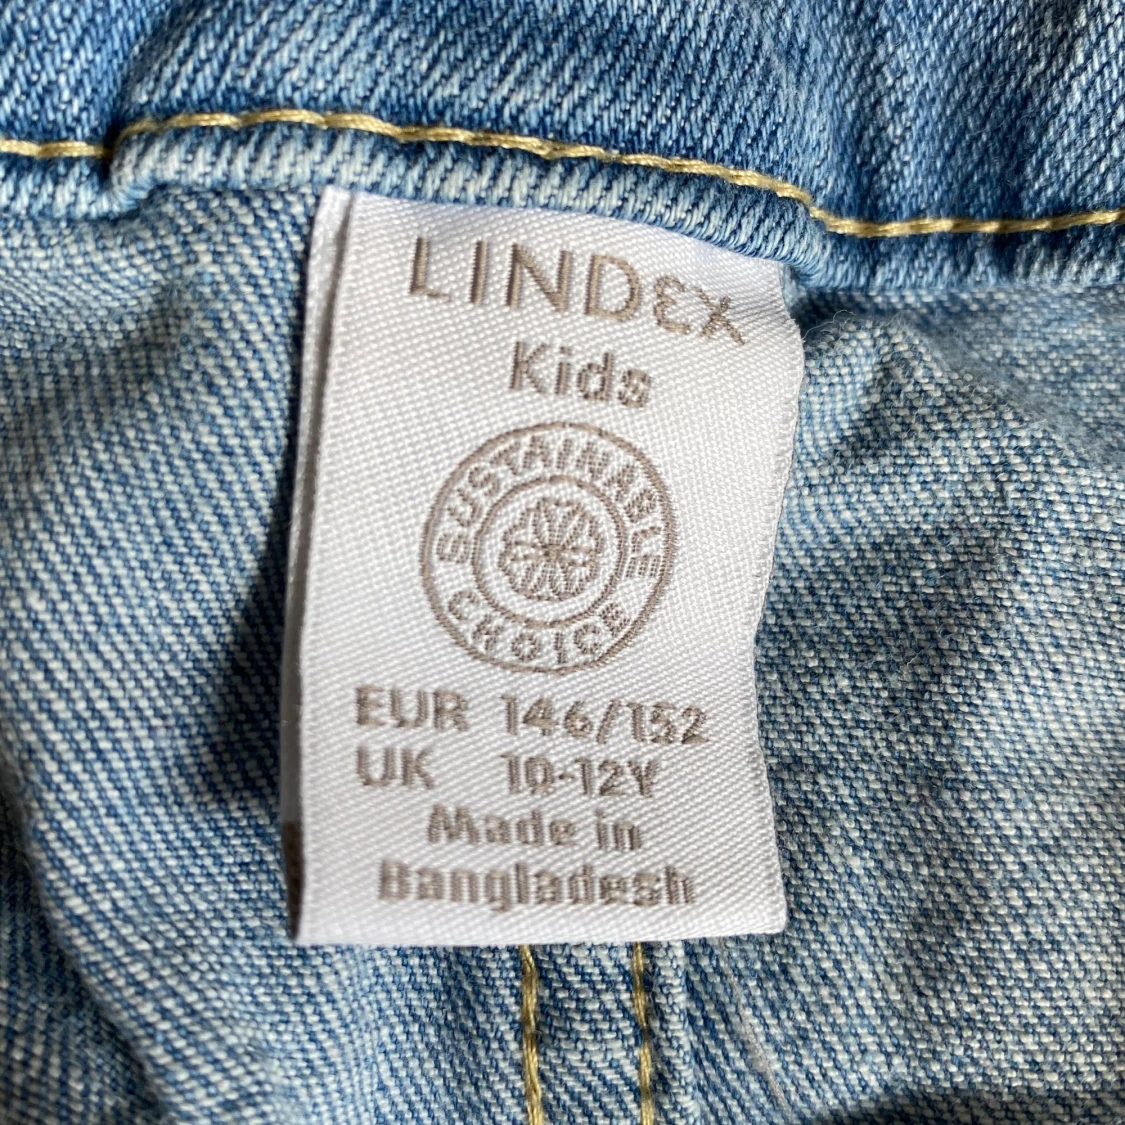 LINDEX
Kids
SUSTAINABLE
CHOICE
EUR 146/152
UK 10-12Y
Made in
Bangladesh